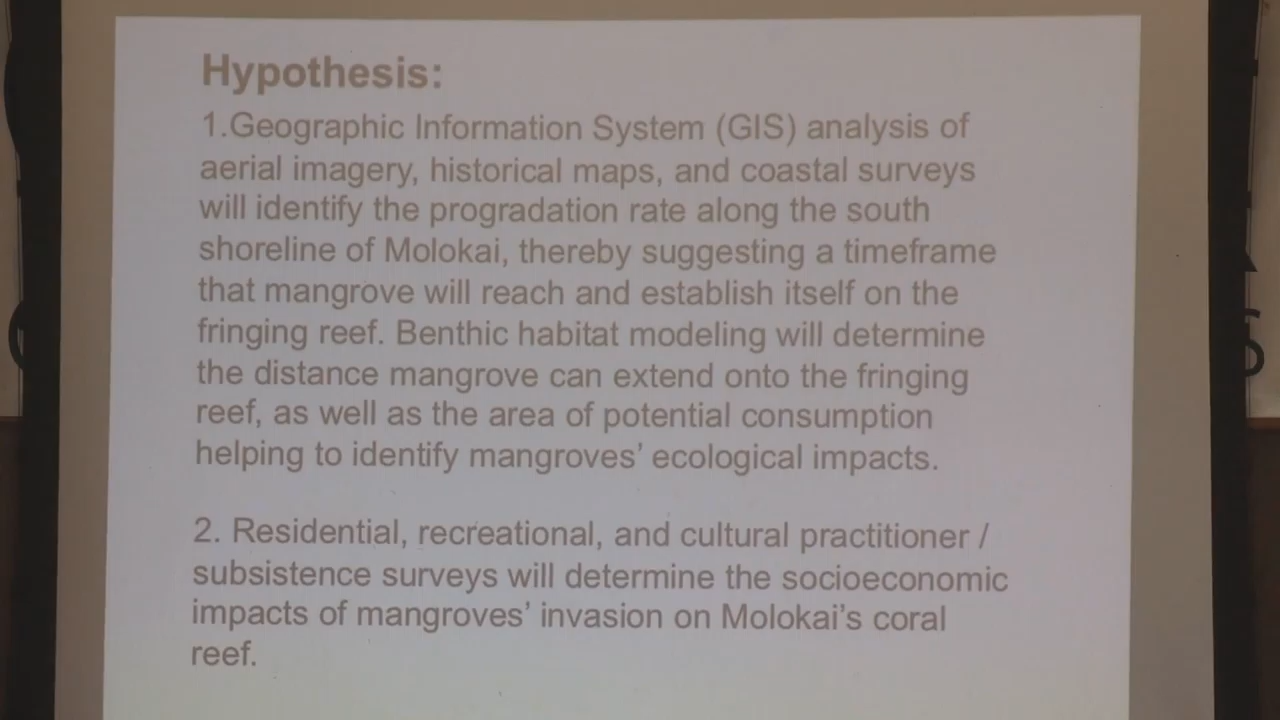 Hypothesis:
1.Geographic Information System (GIS) analysis of
aerial imagery, historical maps, and coastal surveys
will identify the progradation rate along the south
shoreline of Molokai, thereby suggesting a timeframe
that mangrove will reach and establish itself on the
fringing reef. Benthic habitat modeling will determine
the distance mangrove can extend onto the fringing
reef, as well as the area of potential consumption
helping to identify mangroves' ecological impacts.
2. Residential, recreational, and cultural practitioner /
subsistence surveys will determine the socioeconomic
impacts of mangroves' invasion on Molokai's coral
reef.